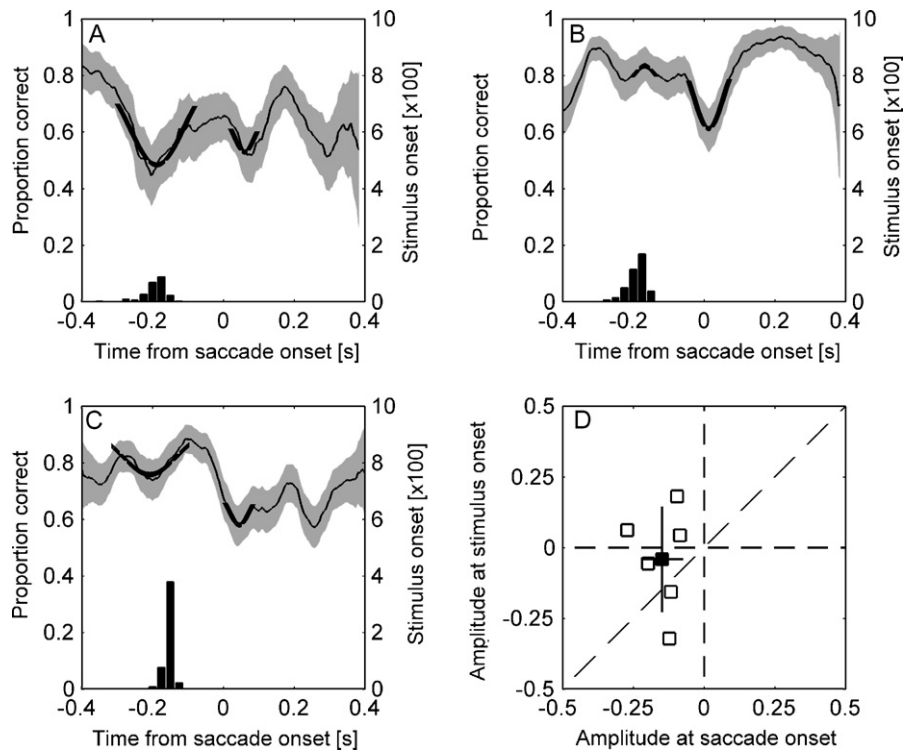 A
Proportion correct
1
0.8
0.6
0.4
0.2
0
10
8
6
4
2
0
Stimulus onset [x100]
-0.4 -0.2 0 0.2 0.4
Time from saccade onset [s]
B
Proportion correct
1
0.8
0.6
0.4
0.2
0
10
8
6
4
2
0
Stimulus onset [x100]
-0.4 -0.2 0 0.2 0.4
Time from saccade onset [s]
C
Proportion correct
1
0.8
0.6
0.4
0.2
0
10
8
6
4
2
0
Stimulus onset [x100]
-0.4 -0.2 0 0.2 0.4
Time from saccade onset [s]
D
Amplitude at stimulus onset
0.5
0.25
0
-0.25
-0.5
-0.5 -0.25 0 0.25 0.5
Amplitude at saccade onset